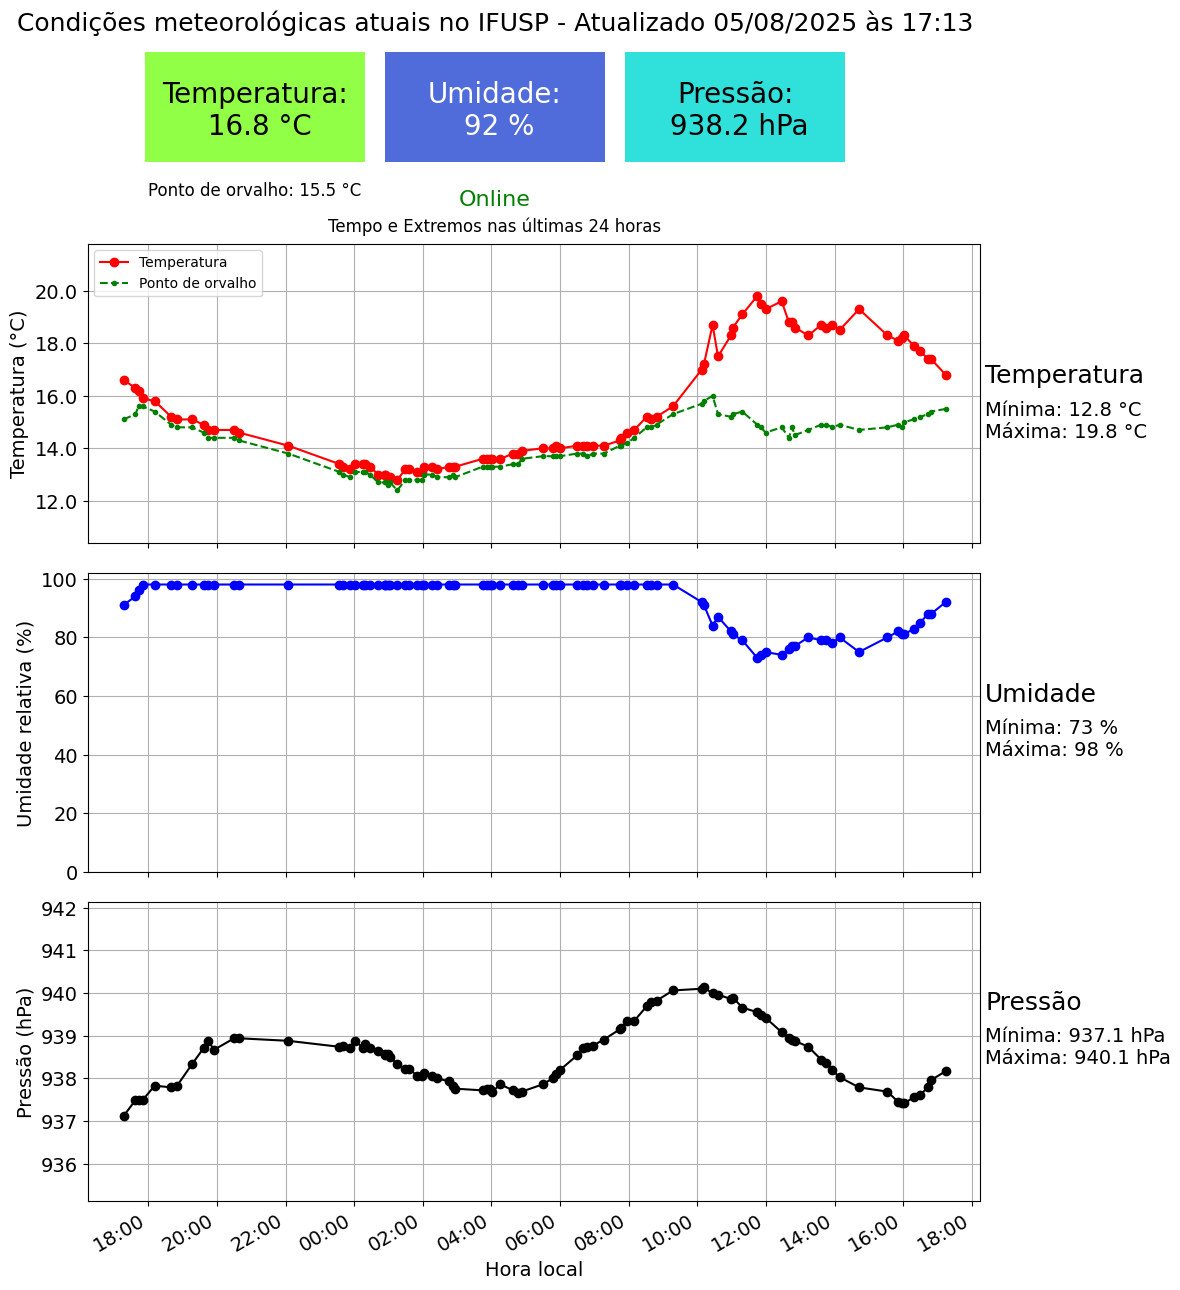 Condições meteorológicas atuais no IFUSP - Atualizado 05/08/2025 às 17:13
Temperatura:
16.8 °C
Umidade:
92 %
Pressão:
938.2 hPa
Ponto de orvalho: 15.5 °C
Online
Tempo e Extremos nas últimas 24 horas
Temperatura
Ponto de orvalho
Temperatura (°C)
20.0
18.0
16.0
14.0
12.0
Temperatura
Mínima: 12.8 °C
Máxima: 19.8 °C
Umidade relativa (%)
100
80
60
40
20
0
Umidade
Mínima: 73 %
Máxima: 98 %
Pressão (hPa)
942
941
940
939
938
937
936
Pressão
Mínima: 937.1 hPa
Máxima: 940.1 hPa
18:00
20:00
22:00
00:00
02:00
04:00
06:00
08:00
10:00
12:00
14:00
16:00
18:00
Hora local